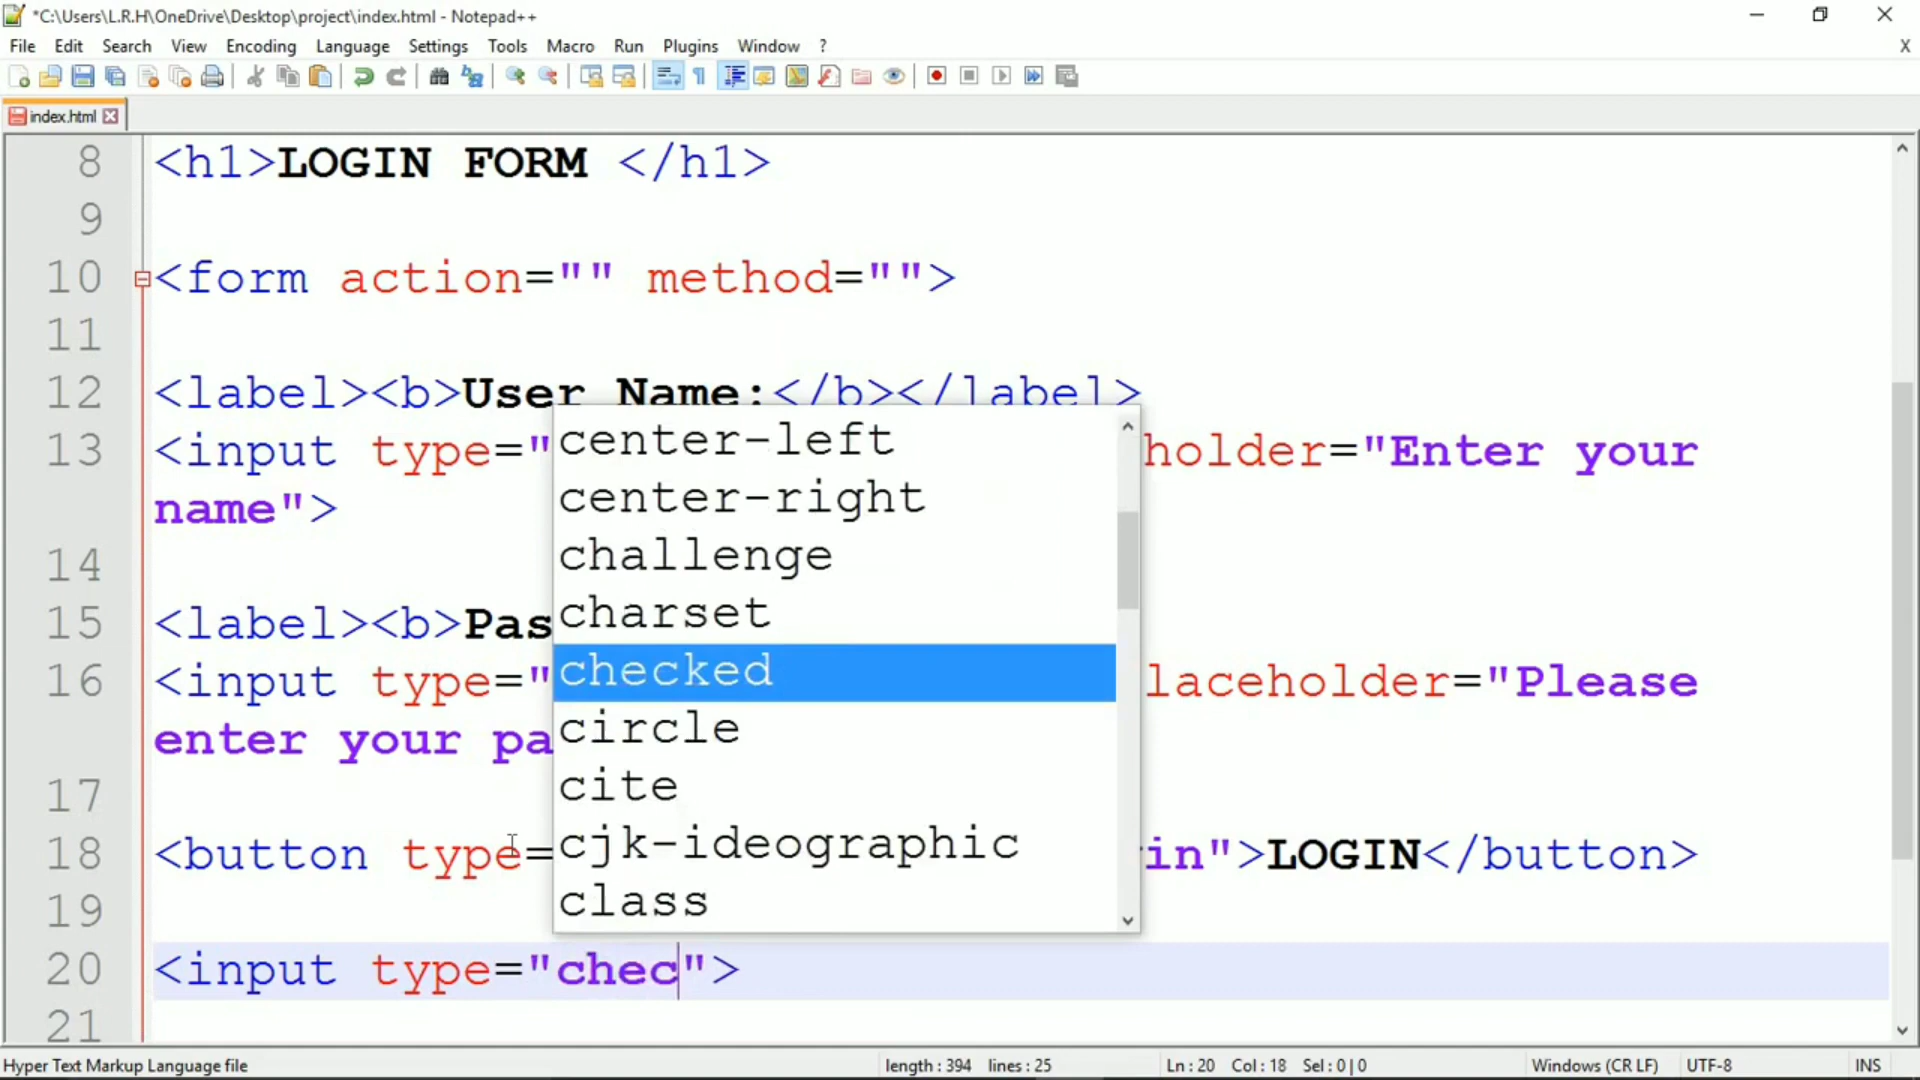 *C:\Users\L.R.H\OneDrive\Desktop\project\index.html - Notepad++
File Edit Search View Encoding Language Settings Tools Macro Run Plugins Window ? X
index.html
8 <h1>LOGIN FORM </h1>
9
10 <form action="" method="">
11
12 <label><b>User Name:</b></label>
13 <input type=" holder="Enter your
name">
14
15 <label><b>Pas
16 <input type=" laceholder="Please
enter your pa
17
18 <button type= in">LOGIN</button>
19
20 <input type="chec">
21
center-left
center-right
challenge
charset
checked
circle
cite
cjk-ideographic
class
Hyper Text Markup Language file length : 394 lines : 25 Ln : 20 Col : 18 Sel : 0 | 0 Windows (CR LF) UTF-8 INS